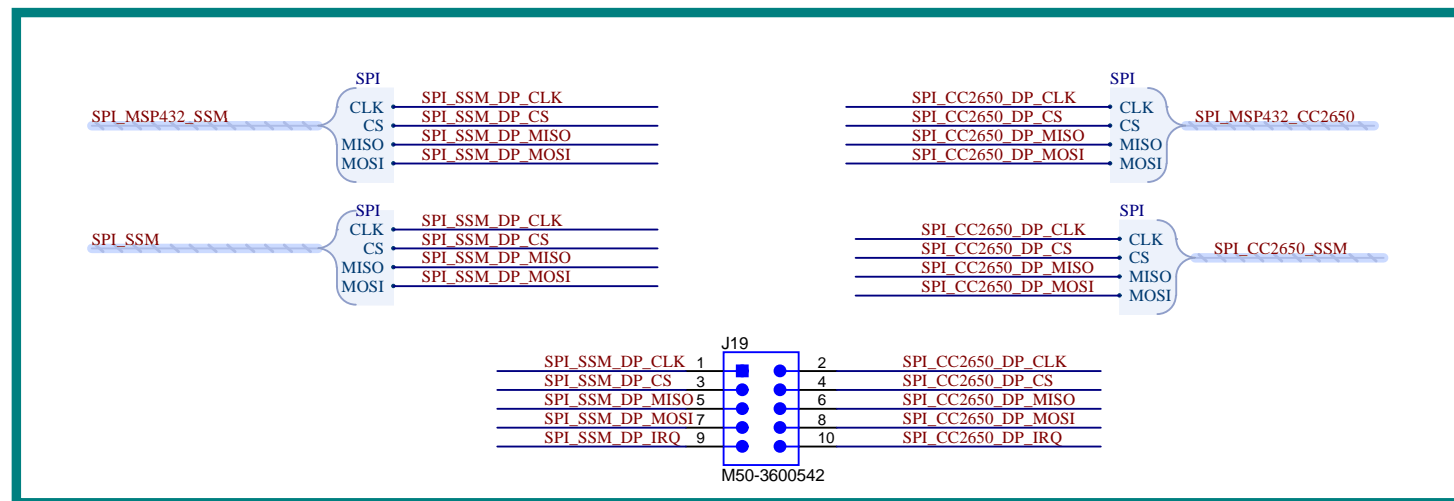 SPI
SPI_MSP432_SSM
CLK SPI_SSM_DP_CLK
CS SPI_SSM_DP_CS
MISO SPI_SSM_DP_MISO
MOSI SPI_SSM_DP_MOSI
SPI
SPI_CC2650_DP_CLK CLK
SPI_CC2650_DP_CS CS
SPI_CC2650_DP_MISO MISO
SPI_CC2650_DP_MOSI MOSI
SPI_MSP432_CC2650
SPI
SPI_SSM
CLK SPI_SSM_DP_CLK
CS SPI_SSM_DP_CS
MISO SPI_SSM_DP_MISO
MOSI SPI_SSM_DP_MOSI
SPI
SPI_CC2650_DP_CLK CLK
SPI_CC2650_DP_CS CS
SPI_CC2650_DP_MISO MISO
SPI_CC2650_DP_MOSI MOSI
SPI_CC2650_SSM
J19
SPI_SSM_DP_CLK 1 2 SPI_CC2650_DP_CLK
SPI_SSM_DP_CS 3 4 SPI_CC2650_DP_CS
SPI_SSM_DP_MISO 5 6 SPI_CC2650_DP_MISO
SPI_SSM_DP_MOSI 7 8 SPI_CC2650_DP_MOSI
SPI_SSM_DP_IRQ 9 10 SPI_CC2650_DP_IRQ
M50-3600542